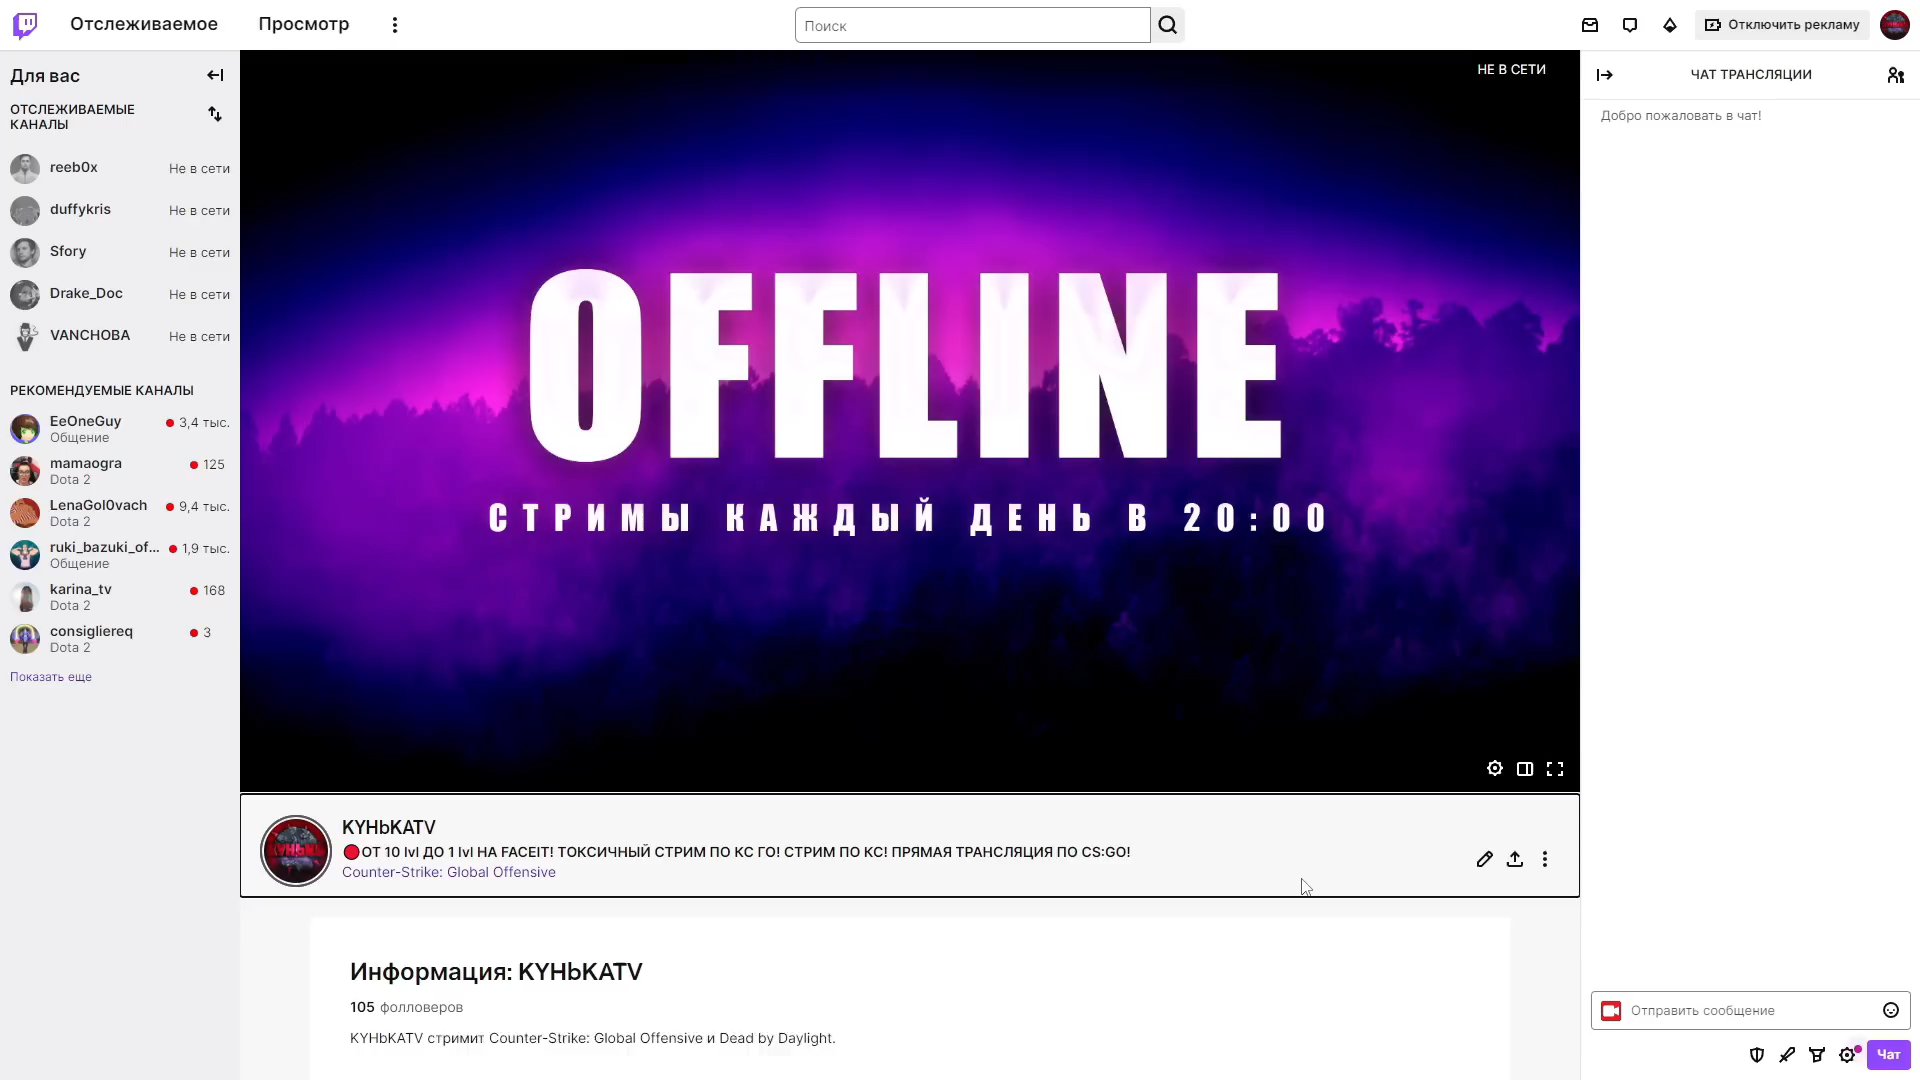 Отслеживаемое
Просмотр
Поиск
Отключить рекламу
Для вас
ОТСЛЕЖИВАЕМЫЕ
КАНАЛЫ
reeb0x Не в сети
duffykris Не в сети
Sfory Не в сети
Drake_Doc Не в сети
VANCHOBA Не в сети
РЕКОМЕНДУЕМЫЕ КАНАЛЫ
EeOneGuy 3,4 тыс.
Общение
mamaogra 125
Dota 2
LenaGol0vach 9,4 тыс.
Dota 2
ruki_bazuki_of... 1,9 тыс.
Общение
karina_tv 168
Dota 2
consigliereq 3
Dota 2
Показать еще
НЕ В СЕТИ
OFFLINE
СТРИМЫ КАЖДЫЙ ДЕНЬ В 20:00
KYHbKATV
🔴ОТ 10 lvl ДО 1 lvl НА FACEIT! ТОКСИЧНЫЙ СТРИМ ПО КС ГО! СТРИМ ПО КС! ПРЯМАЯ ТРАНСЛЯЦИЯ ПО CS:GO!
Counter-Strike: Global Offensive
Информация: KYHbKATV
105 фолловеров
KYHbKATV стримит Counter-Strike: Global Offensive и Dead by Daylight.
ЧАТ ТРАНСЛЯЦИИ
Добро пожаловать в чат!
Отправить сообщение
Чат